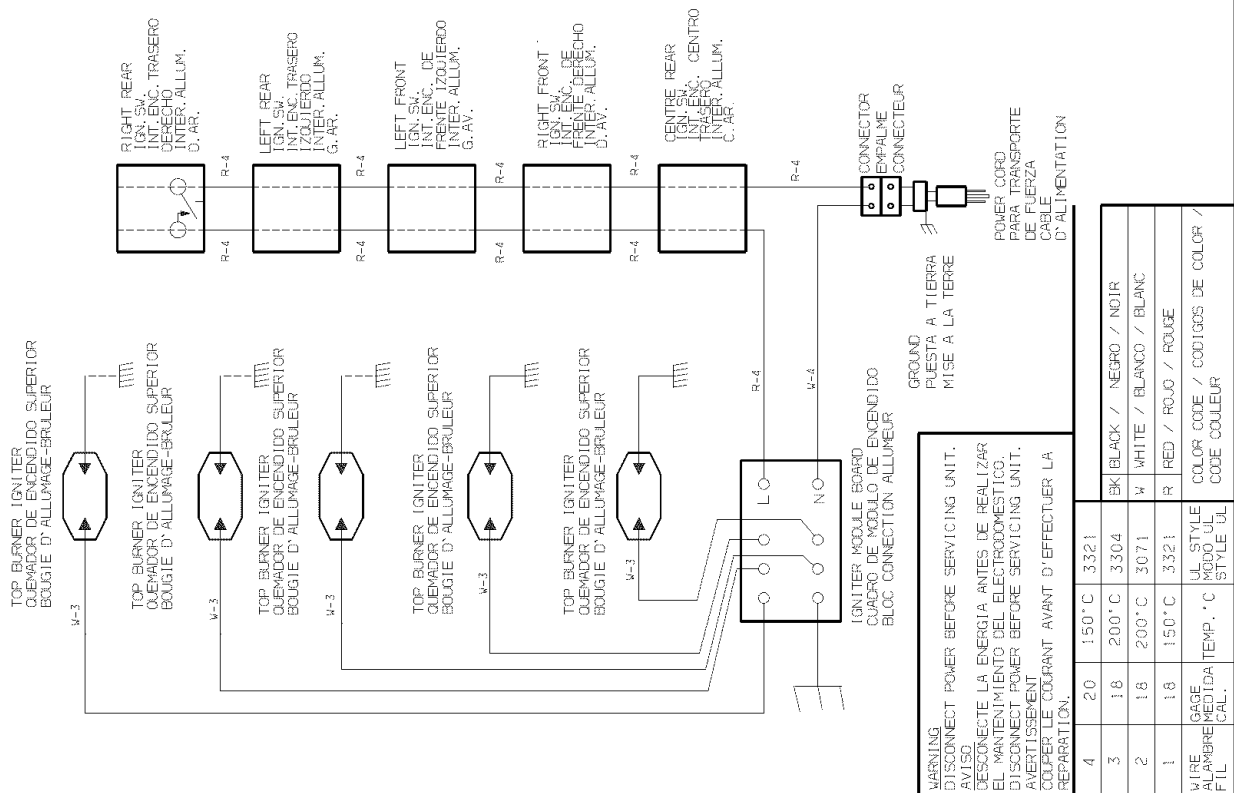 TOP BURNER IGNITER
QUEMADOR DE ENCENDIDO SUPERIOR
BOUGIE D'ALLUMAGE-BRULEUR
W-3
TOP BURNER IGNITER
QUEMADOR DE ENCENDIDO SUPERIOR
BOUGIE D'ALLUMAGE-BRULEUR
W-3
TOP BURNER IGNITER
QUEMADOR DE ENCENDIDO SUPERIOR
BOUGIE D'ALLUMAGE-BRULEUR
W-3
TOP BURNER IGNITER
QUEMADOR DE ENCENDIDO SUPERIOR
BOUGIE D'ALLUMAGE-BRULEUR
W-3
TOP BURNER IGNITER
QUEMADOR DE ENCENDIDO SUPERIOR
BOUGIE D'ALLUMAGE-BRULEUR
W-3
RIGHT REAR
IGN. SW.
INT. ENC. TRASERO
DERECHO
INTER. ALLUM.
D. AR.
R-4
R-4
LEFT REAR
IGN. SW.
INT. ENC. TRASERO
IZQUIERDO
INTER. ALLUM.
G. AR.
R-4
R-4
LEFT FRONT
IGN. SW.
INT. ENC. DE
FRENTE IZQUIERDO
INTER. ALLUM.
G. AV.
R-4
R-4
RIGHT FRONT
IGN. SW.
INT. ENC. DE
FRENTE DERECHO
INTER. ALLUM.
D. AV.
R-4
R-4
CENTRE REAR
IGN. SW.
INT. ENC. CENTRO
TRASERO
INTER. ALLUM.
C. AR.
R-4
R-4
W-4
L
N
IGNITER MODULE BOARD
CUADRO DE MODULO DE ENCENDIDO
BLOC CONNECTION ALLUMEUR
CONNECTOR
EMPALME
CONNECTEUR
GROUND
PUESTA A TIERRA
MISE A LA TERRE
POWER CORD
PARA TRANSPORTE
DE FUERZA
CABLE
D'ALIMENTATION
WARNING
DISCONNECT POWER BEFORE SERVICING UNIT.
AVISO
DESCONECTE LA ENERGIA ANTES DE REALIZAR
EL MANTENIMIENTO DEL ELECTRODOMESTICO.
DISCONNECT POWER BEFORE SERVICING UNIT.
AVERTISSEMENT
COUPER LE COURANT AVANT D'EFFECTUER LA
REPARATION.
4 20 150°C 3321
3 18 200°C 3304 BK BLACK / NEGRO / NOIR
2 18 200°C 3071 W WHITE / BLANCO / BLANC
1 18 150°C 3321 R RED / ROJO / ROUGE
WIRE GAGE UL STYLE COLOR CODE / CODIGOS DE COLOR /
ALAMBRE MEDIDA TEMP.°C MODO UL CODE COULEUR
FIL CAL. STYLE UL